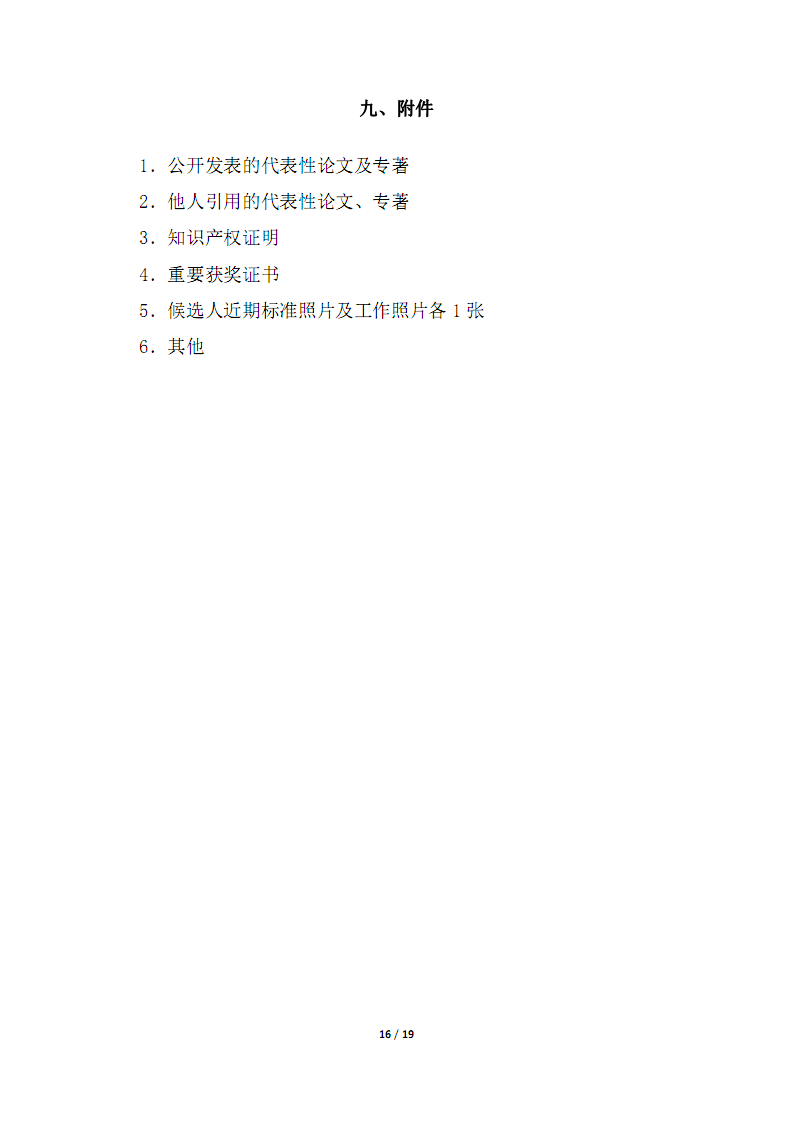 九、附件
1．公开发表的代表性论文及专著
2．他人引用的代表性论文、专著
3．知识产权证明
4．重要获奖证书
5．候选人近期标准照片及工作照片各 1 张
6．其他
16 / 19